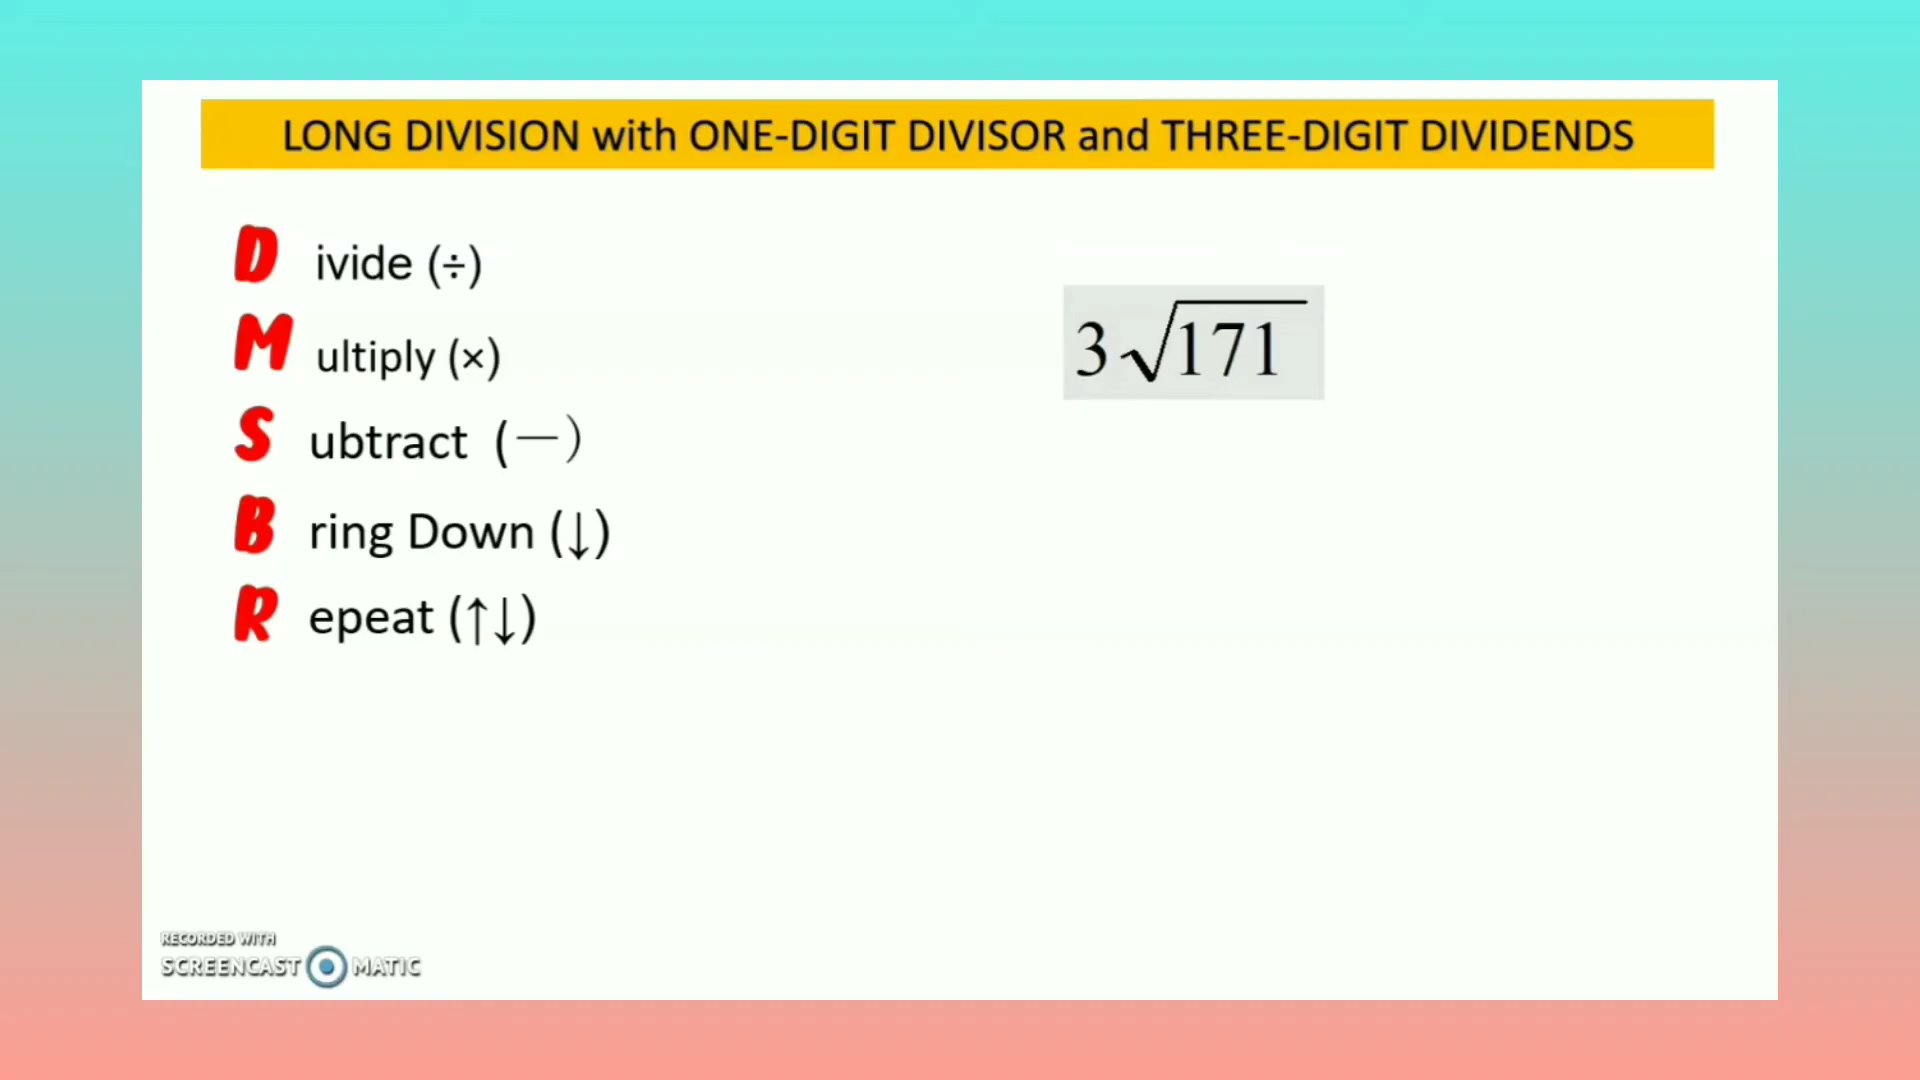 LONG DIVISION with ONE-DIGIT DIVISOR and THREE-DIGIT DIVIDENDS
D ivide (÷)
M ultiply (×)
S ubtract (—)
B ring Down (↓)
R epeat (↑↓)
3√171
RECORDED WITH
SCREENCAST MATIC